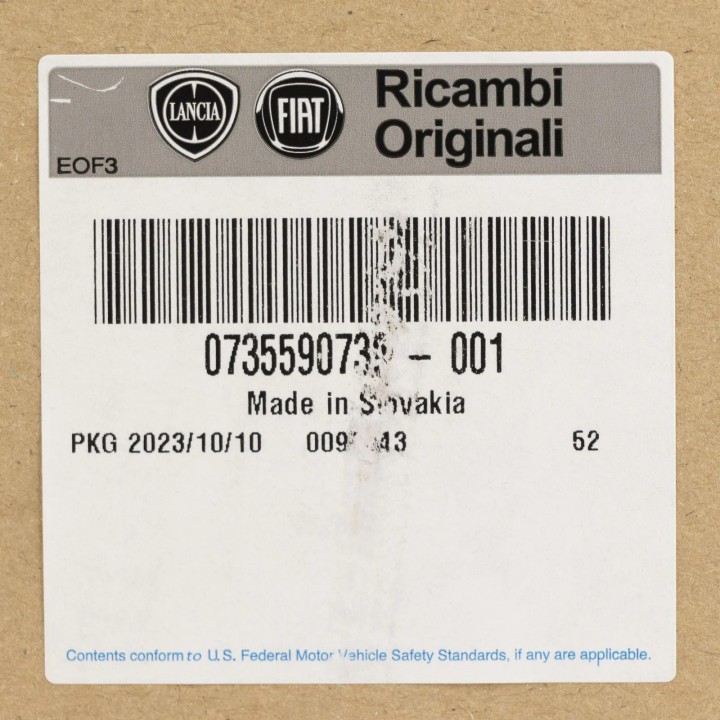 LANCIA
FIAT
Ricambi
Originali
EOF3
- 001
Made in Slovakia
PKG 2023/10/10 52
Contents conform to U.S. Federal Motor Vehicle Safety Standards, if any are applicable.